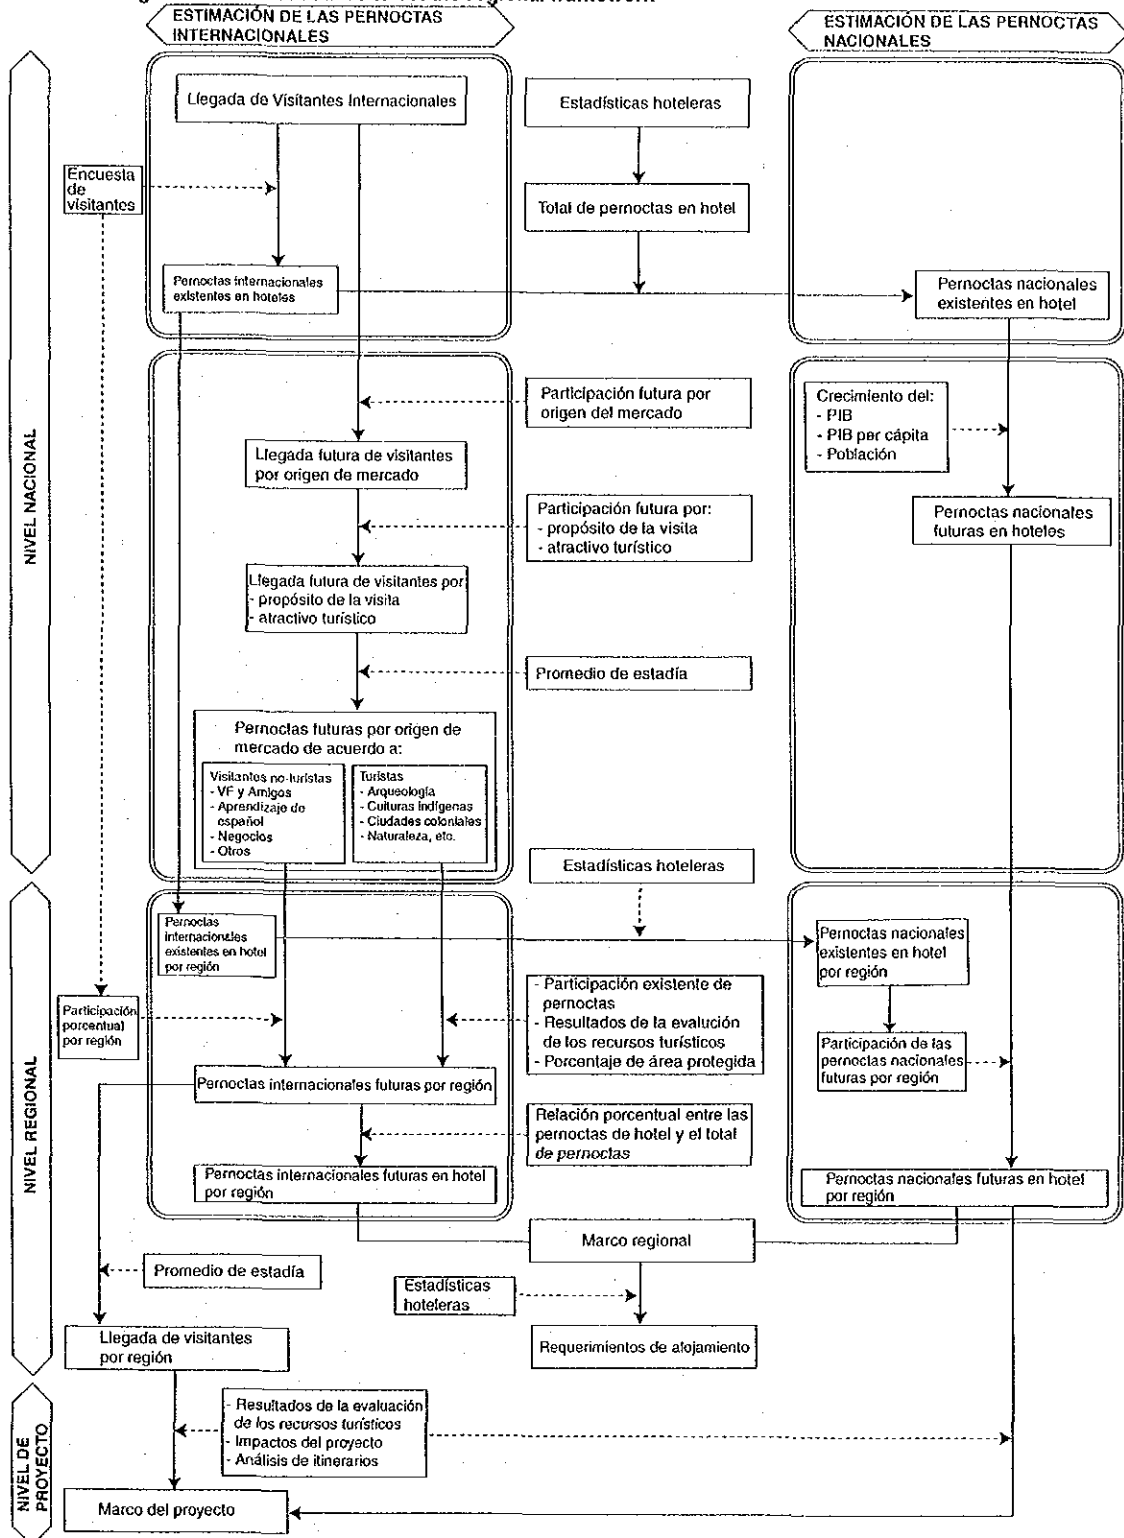 regional framework
ESTIMACIÓN DE LAS PERNOCTAS
INTERNACIONALES
ESTIMACIÓN DE LAS PERNOCTAS
NACIONALES
NIVEL NACIONAL
Llegada de Visitantes Internacionales
Estadísticas hoteleras
Encuesta
de
visitantes
Total de pernoctas en hotel
Pernoctas internacionales
existentes en hoteles
Pernoctas nacionales
existentes en hotel
Participación futura por
origen del mercado
Crecimiento del:
- PIB
- PIB per cápita
- Población
Llegada futura de visitantes
por origen de mercado
Participación futura por:
- propósito de la visita
- atractivo turístico
Pernoctas nacionales
futuras en hoteles
Llegada futura de visitantes por
- propósito de la visita
- atractivo turístico
Promedio de estadía
Pernoctas futuras por origen de
mercado de acuerdo a:
Visitantes no-turistas
- VF y Amigos
- Aprendizaje de
español
- Negocios
- Otros
Turistas
- Arqueología
- Culturas indígenas
- Ciudades coloniales
- Naturaleza, etc.
NIVEL REGIONAL
Estadísticas hoteleras
Pernoctas
internacionales
existentes en hotel
por región
Pernoctas nacionales
existentes en hotel
por región
Participación
porcentual
por región
- Participación existente de
pernoctas
- Resultados de la evalución
de los recursos turísticos
- Porcentaje de área protegida
Participación de las
pernoctas nacionales
futuras por región
Pernoctas internacionales futuras por región
Relación porcentual entre las
pernoctas de hotel y el total
de pernoctas
Pernoctas internacionales futuras en hotel
por región
Pernoctas nacionales futuras en hotel
por región
Marco regional
Promedio de estadía
Estadísticas
hoteleras
Llegada de visitantes
por región
Requerimientos de alojamiento
NIVEL DE
PROYECTO
- Resultados de la evaluación
de los recursos turísticos
- Impactos del proyecto
- Análisis de itinerarios
Marco del proyecto